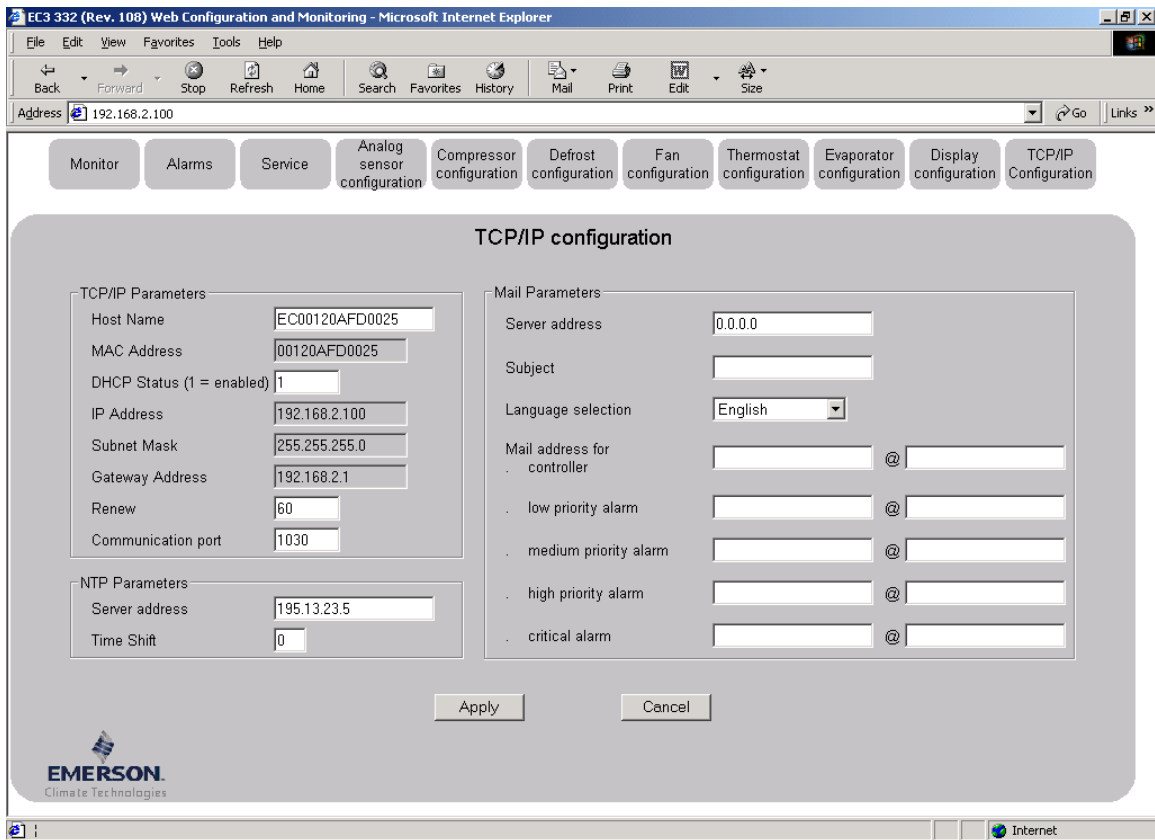 EC3 332 (Rev. 108) Web Configuration and Monitoring - Microsoft Internet Explorer
File Edit View Favorites Tools Help
Back Forward Stop Refresh Home Search Favorites History Mail Print Edit Size
Address 192.168.2.100 Go Links »
Monitor
Alarms
Service
Analog
sensor
configuration
Compressor
configuration
Defrost
configuration
Fan
configuration
Thermostat
configuration
Evaporator
configuration
Display
configuration
TCP/IP
Configuration
TCP/IP configuration
TCP/IP Parameters
Host Name EC00120AFD0025
MAC Address 00120AFD0025
DHCP Status (1 = enabled) 1
IP Address 192.168.2.100
Subnet Mask 255.255.255.0
Gateway Address 192.168.2.1
Renew 60
Communication port 1030
NTP Parameters
Server address 195.13.23.5
Time Shift 0
Mail Parameters
Server address 0.0.0.0
Subject
Language selection English
Mail address for
. controller @
. low priority alarm @
. medium priority alarm @
. high priority alarm @
. critical alarm @
Apply Cancel
EMERSON.
Climate Technologies
Internet